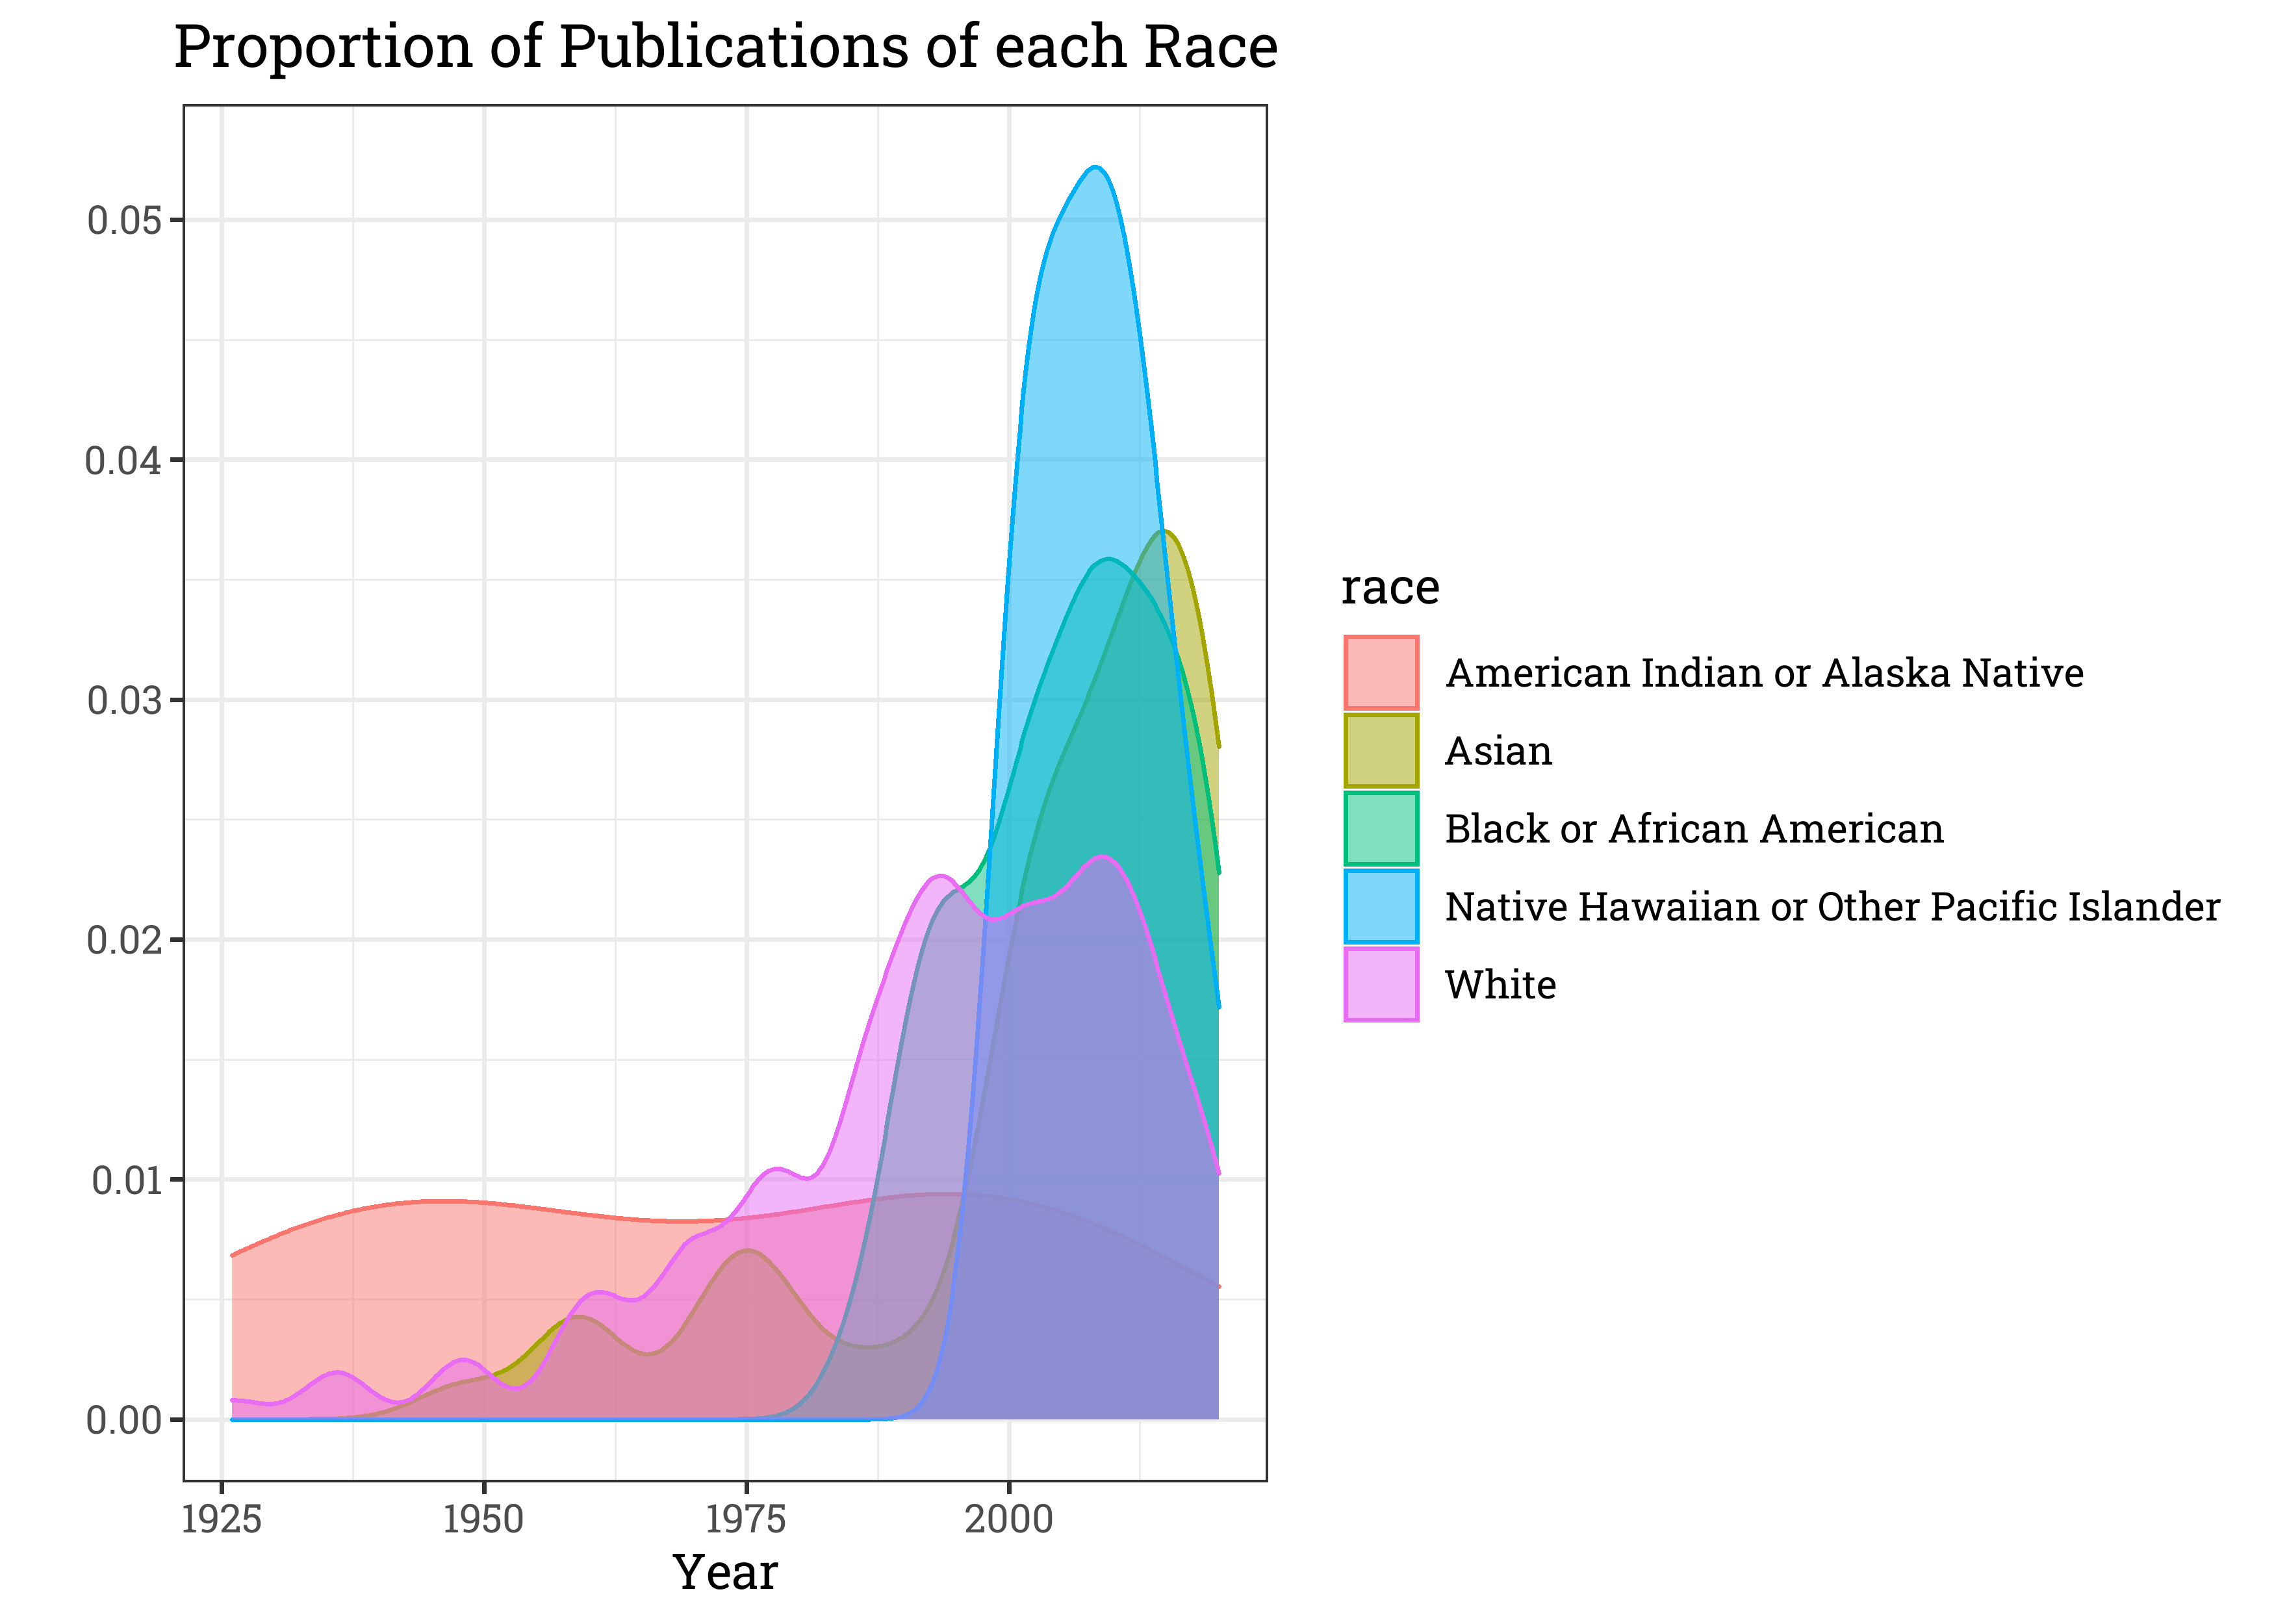 Proportion of Publications of each Race
0.05
0.04
0.03
0.02
0.01
0.00
1925 1950 1975 2000
Year
race
American Indian or Alaska Native
Asian
Black or African American
Native Hawaiian or Other Pacific Islander
White